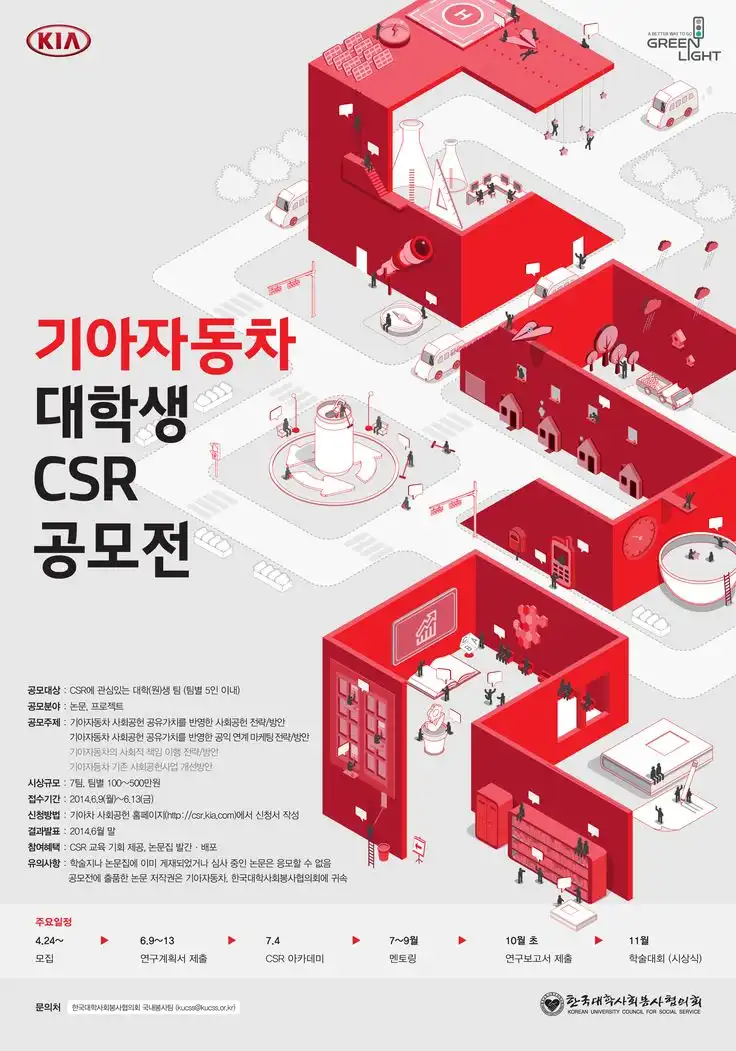 KIA
A BETTER WAY TO GO
GREEN
LIGHT
H
기아자동차
대학생
CSR
공모전
공모대상 : CSR에 관심있는 대학(원)생 팀 (팀별 5인 이내)
공모분야 : 논문, 프로젝트
공모주제 : 기아자동차 사회공헌 공유가치를 반영한 사회공헌 전략/방안
기아자동차 사회공헌 공유가치를 반영한 공익 연계 마케팅 전략/방안
기아자동차의 사회적 책임 이행 전략/방안
기아자동차 기존 사회공헌사업 개선방안
시상규모 : 7팀, 팀별 100~500만원
접수기간 : 2014.6.9(월)~6.13(금)
신청방법 : 기아차 사회공헌 홈페이지(http://csr.kia.com)에서 신청서 작성
결과발표 : 2014.6월 말
참여혜택 : CSR 교육 기회 제공, 논문집 발간 · 배포
유의사항 : 학술지나 논문집에 이미 게재되었거나 심사 중인 논문은 응모할 수 없음
공모전에 출품한 논문 저작권은 기아자동차, 한국대학사회봉사협의회에 귀속
주요일정
4.24~ ▶ 6.9~13 ▶ 7.4 ▶ 7~9월 ▶ 10월 초 ▶ 11월
모집 연구계획서 제출 CSR 아카데미 멘토링 연구보고서 제출 학술대회 (시상식)
문의처 한국대학사회봉사협의회 국내봉사팀 (kucss@kucss.or.kr)
한국대학사회봉사협의회
KOREAN UNIVERSITY COUNCIL FOR SOCIAL SERVICE